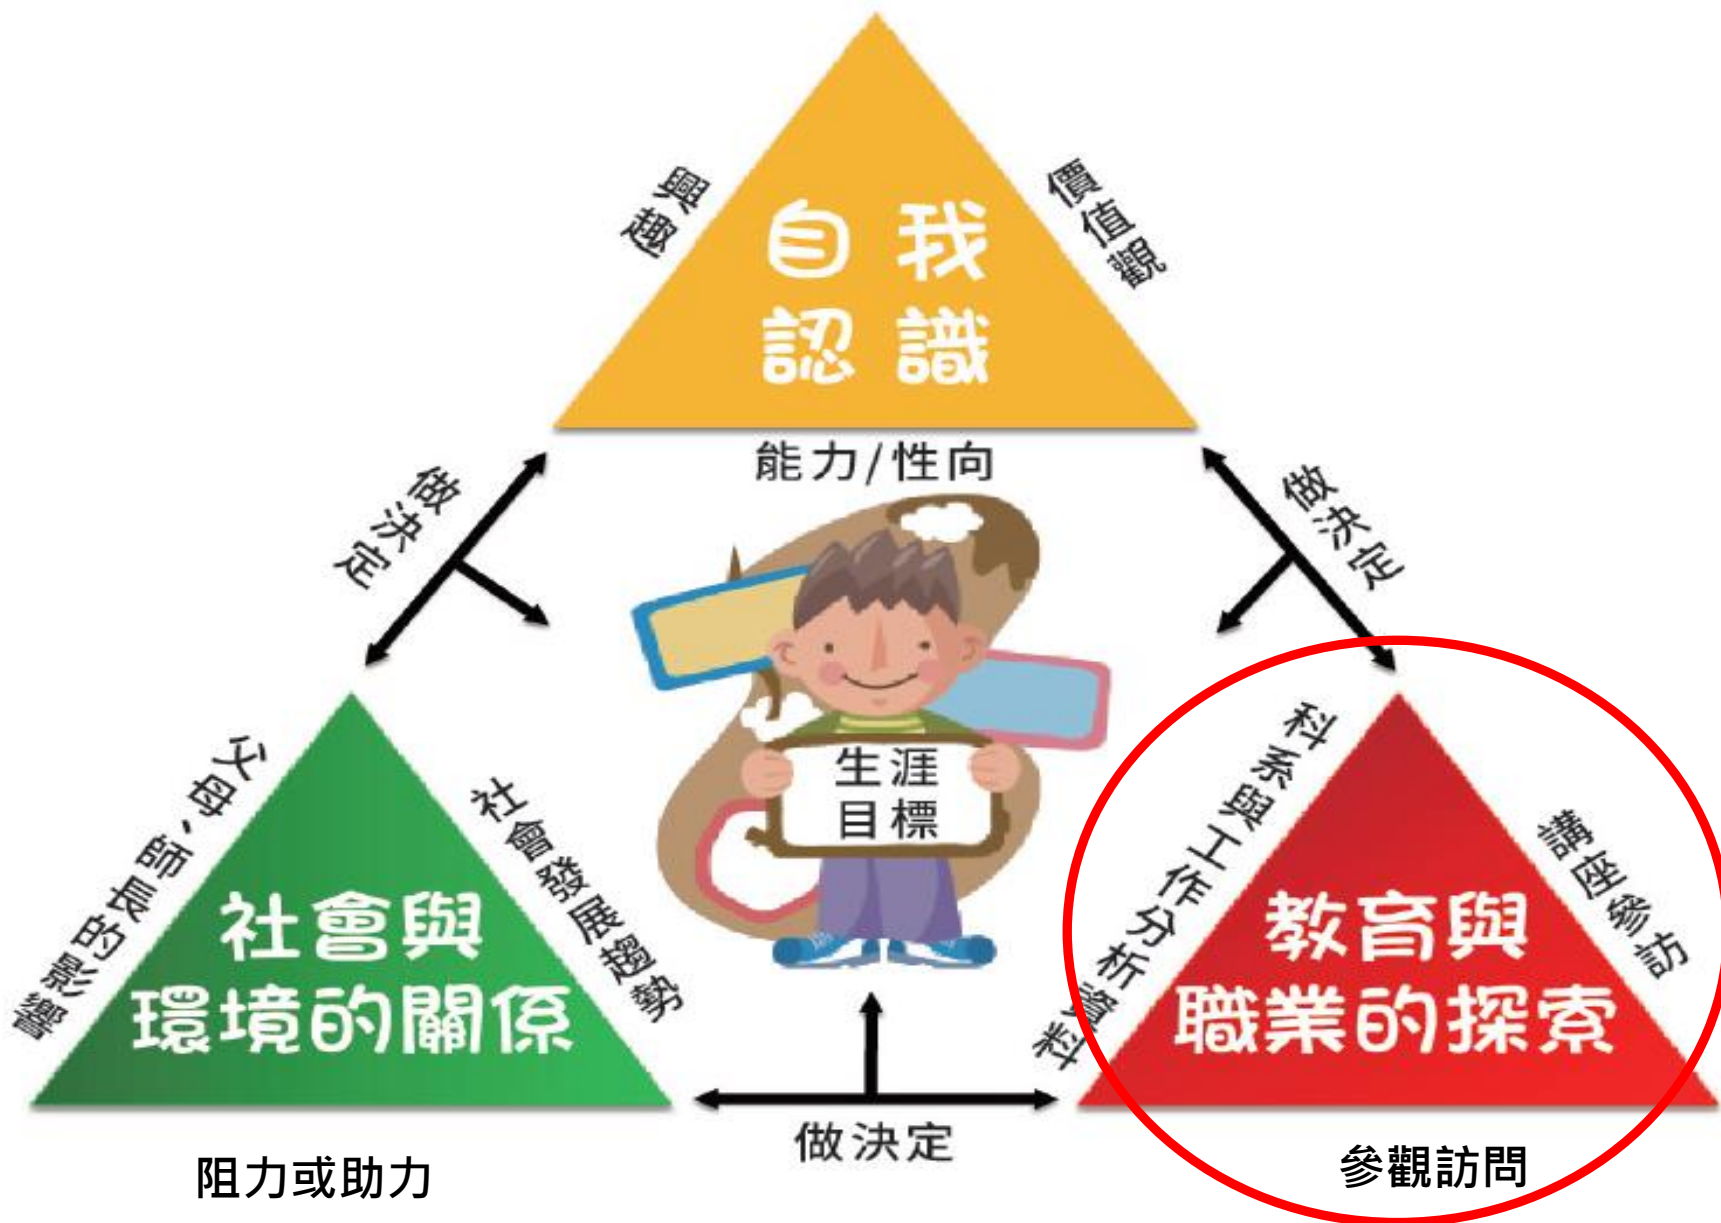 興趣
價值觀
自我
認識
能力/性向
做決定
做決定
生涯
目標
父母、師長的影響
社會發展趨勢
社會與
環境的關係
科系與工作分析資料
講座參訪
教育與
職業的探索
做決定
阻力或助力
參觀訪問